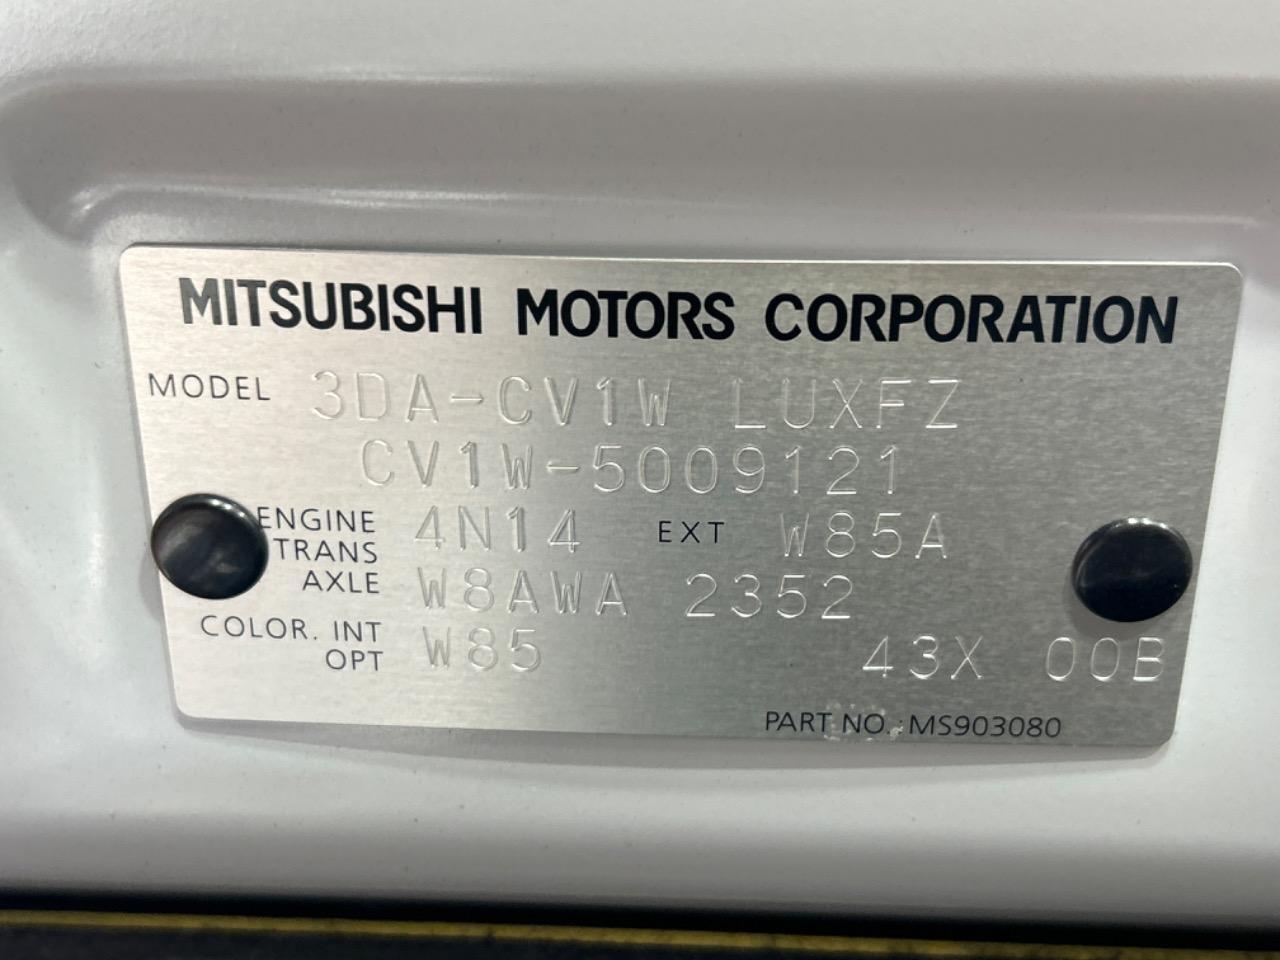 MITSUBISHI MOTORS CORPORATION
MODEL 3DA-CV1W LUXFZ
CV1W-5009121
ENGINE 4N14 EXT W85A
TRANS
AXLE W8AWA 2352
COLOR. INT W85 43X 00B
OPT
PART NO.: MS903080